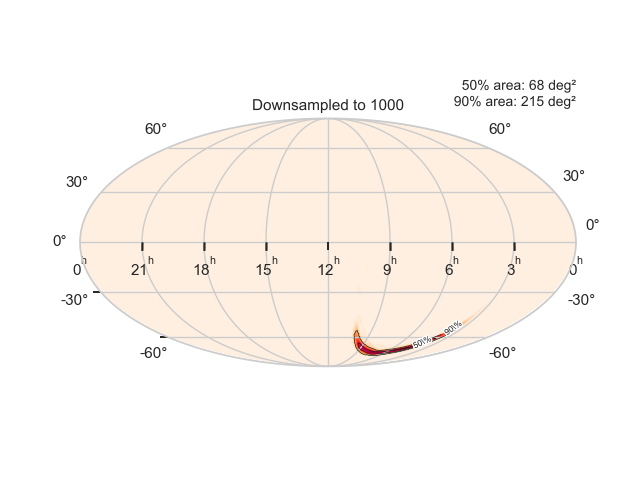 50% area: 68 deg²
90% area: 215 deg²
Downsampled to 1000
60° 60°
30° 30°
0° 0°
0h 21h 18h 15h 12h 9h 6h 3h 0h
-30° -30°
50\% 90\%
-60° -60°